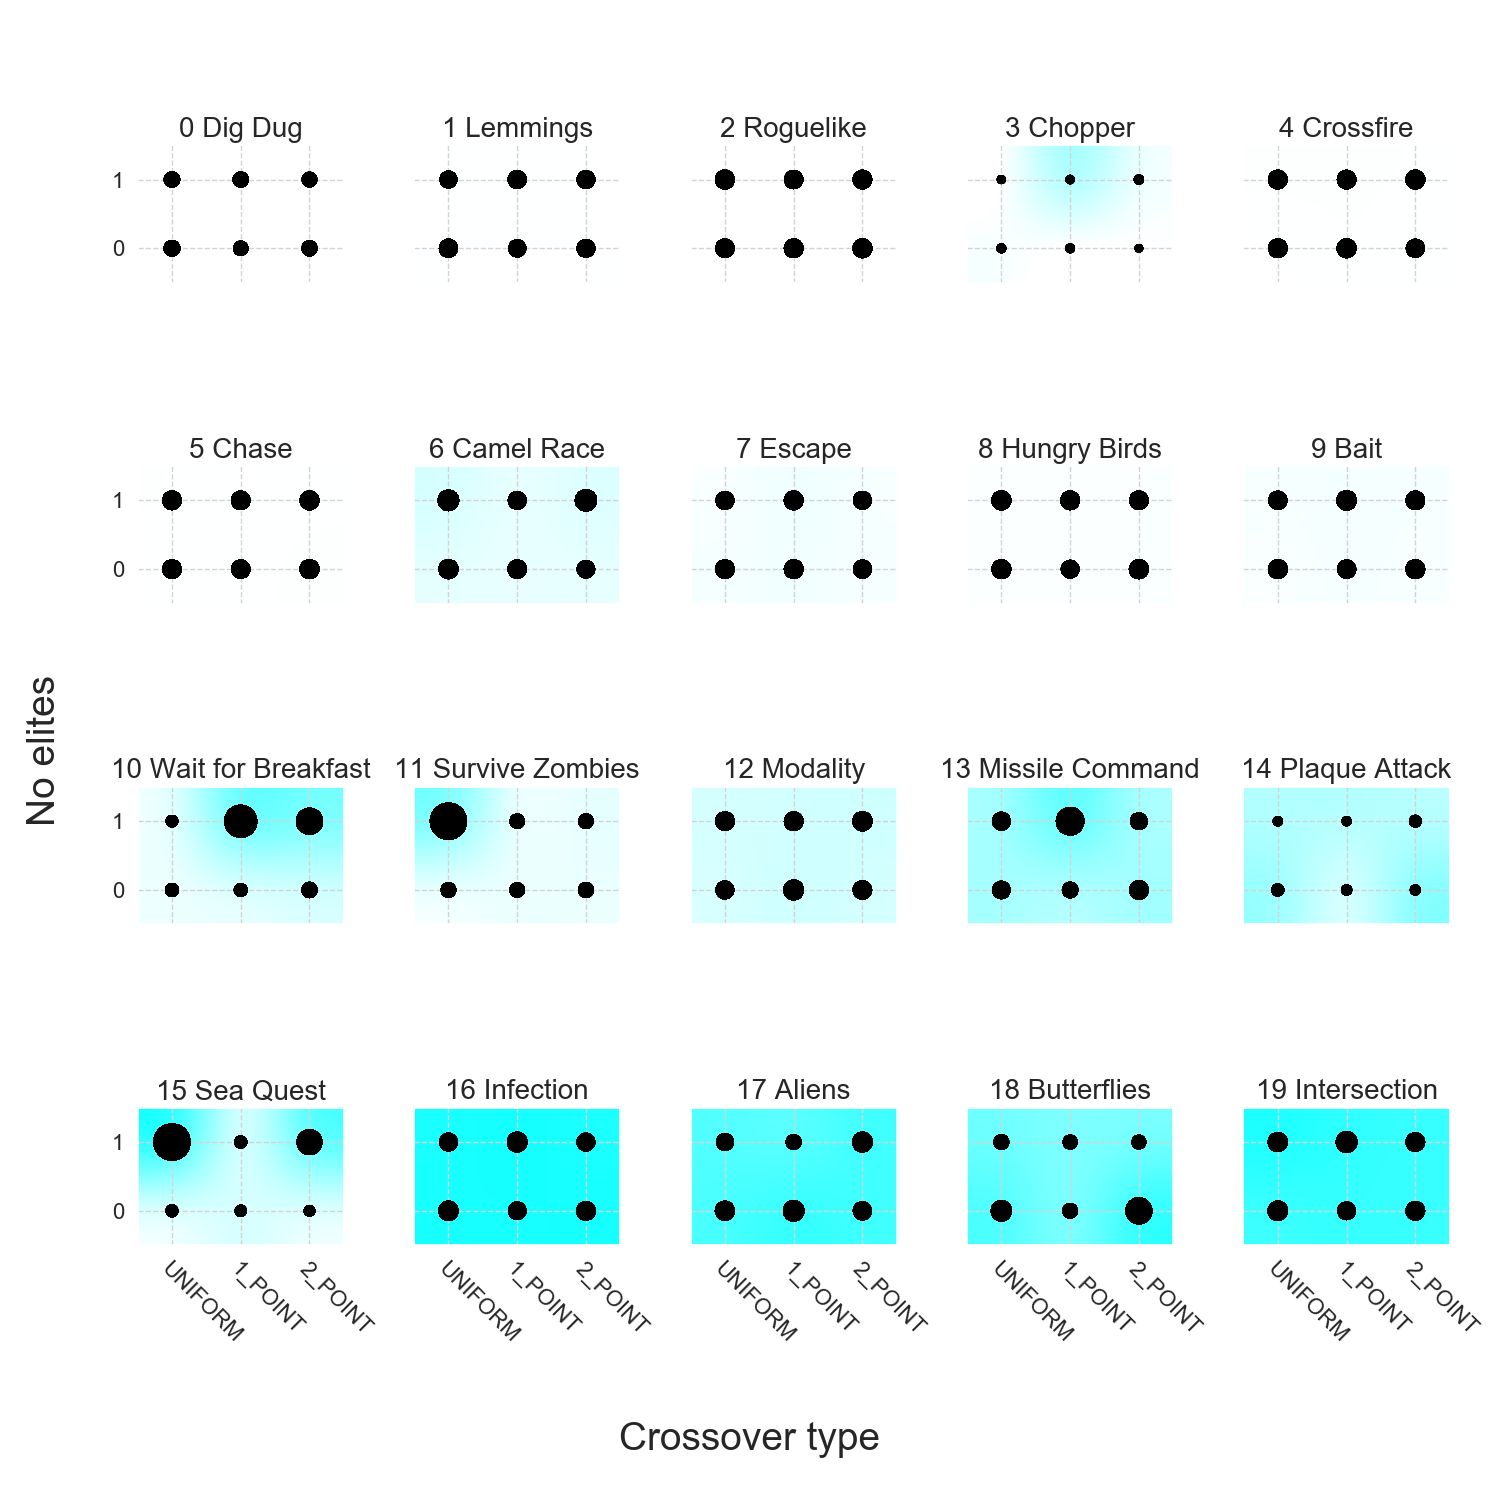 0 Dig Dug
1 Lemmings
2 Roguelike
3 Chopper
4 Crossfire
1
0
5 Chase
6 Camel Race
7 Escape
8 Hungry Birds
9 Bait
1
0
No elites
10 Wait for Breakfast
11 Survive Zombies
12 Modality
13 Missile Command
14 Plaque Attack
1
0
15 Sea Quest
16 Infection
17 Aliens
18 Butterflies
19 Intersection
1
0
UNIFORM
1_POINT
2_POINT
UNIFORM
1_POINT
2_POINT
UNIFORM
1_POINT
2_POINT
UNIFORM
1_POINT
2_POINT
UNIFORM
1_POINT
2_POINT
Crossover type